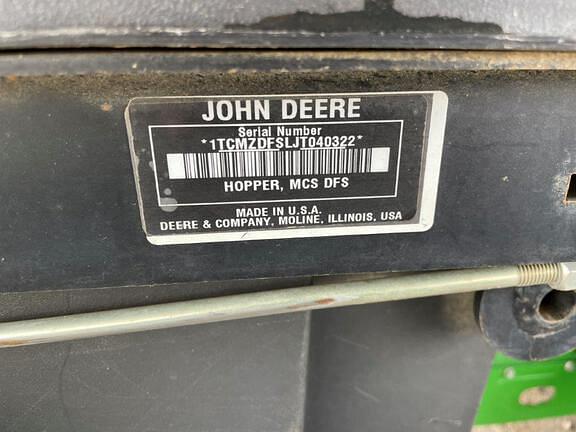 JOHN DEERE
Serial Number
*1TCMZDFSLJT040322*
HOPPER, MCS DFS
MADE IN U.S.A.
DEERE & COMPANY, MOLINE, ILLINOIS, USA